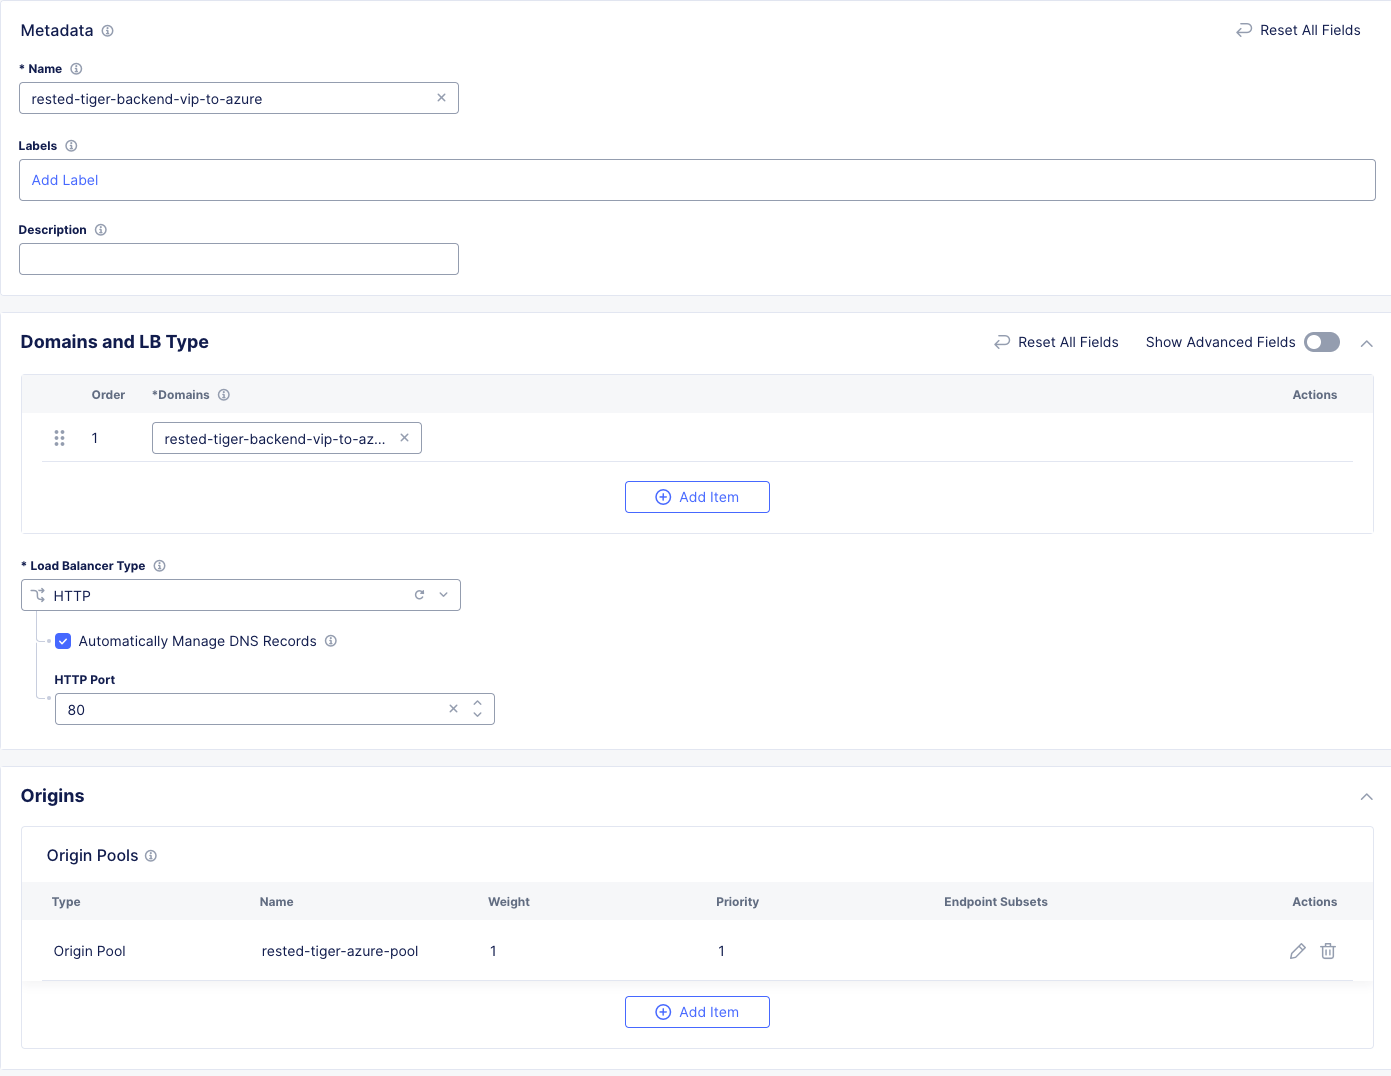 Metadata
Reset All Fields
* Name
rested-tiger-backend-vip-to-azure
Labels
Add Label
Description
Domains and LB Type
Reset All Fields
Show Advanced Fields
Order *Domains Actions
1 rested-tiger-backend-vip-to-az...
Add Item
* Load Balancer Type
HTTP
Automatically Manage DNS Records
HTTP Port
80
Origins
Origin Pools
Type Name Weight Priority Endpoint Subsets Actions
Origin Pool rested-tiger-azure-pool 1 1
Add Item